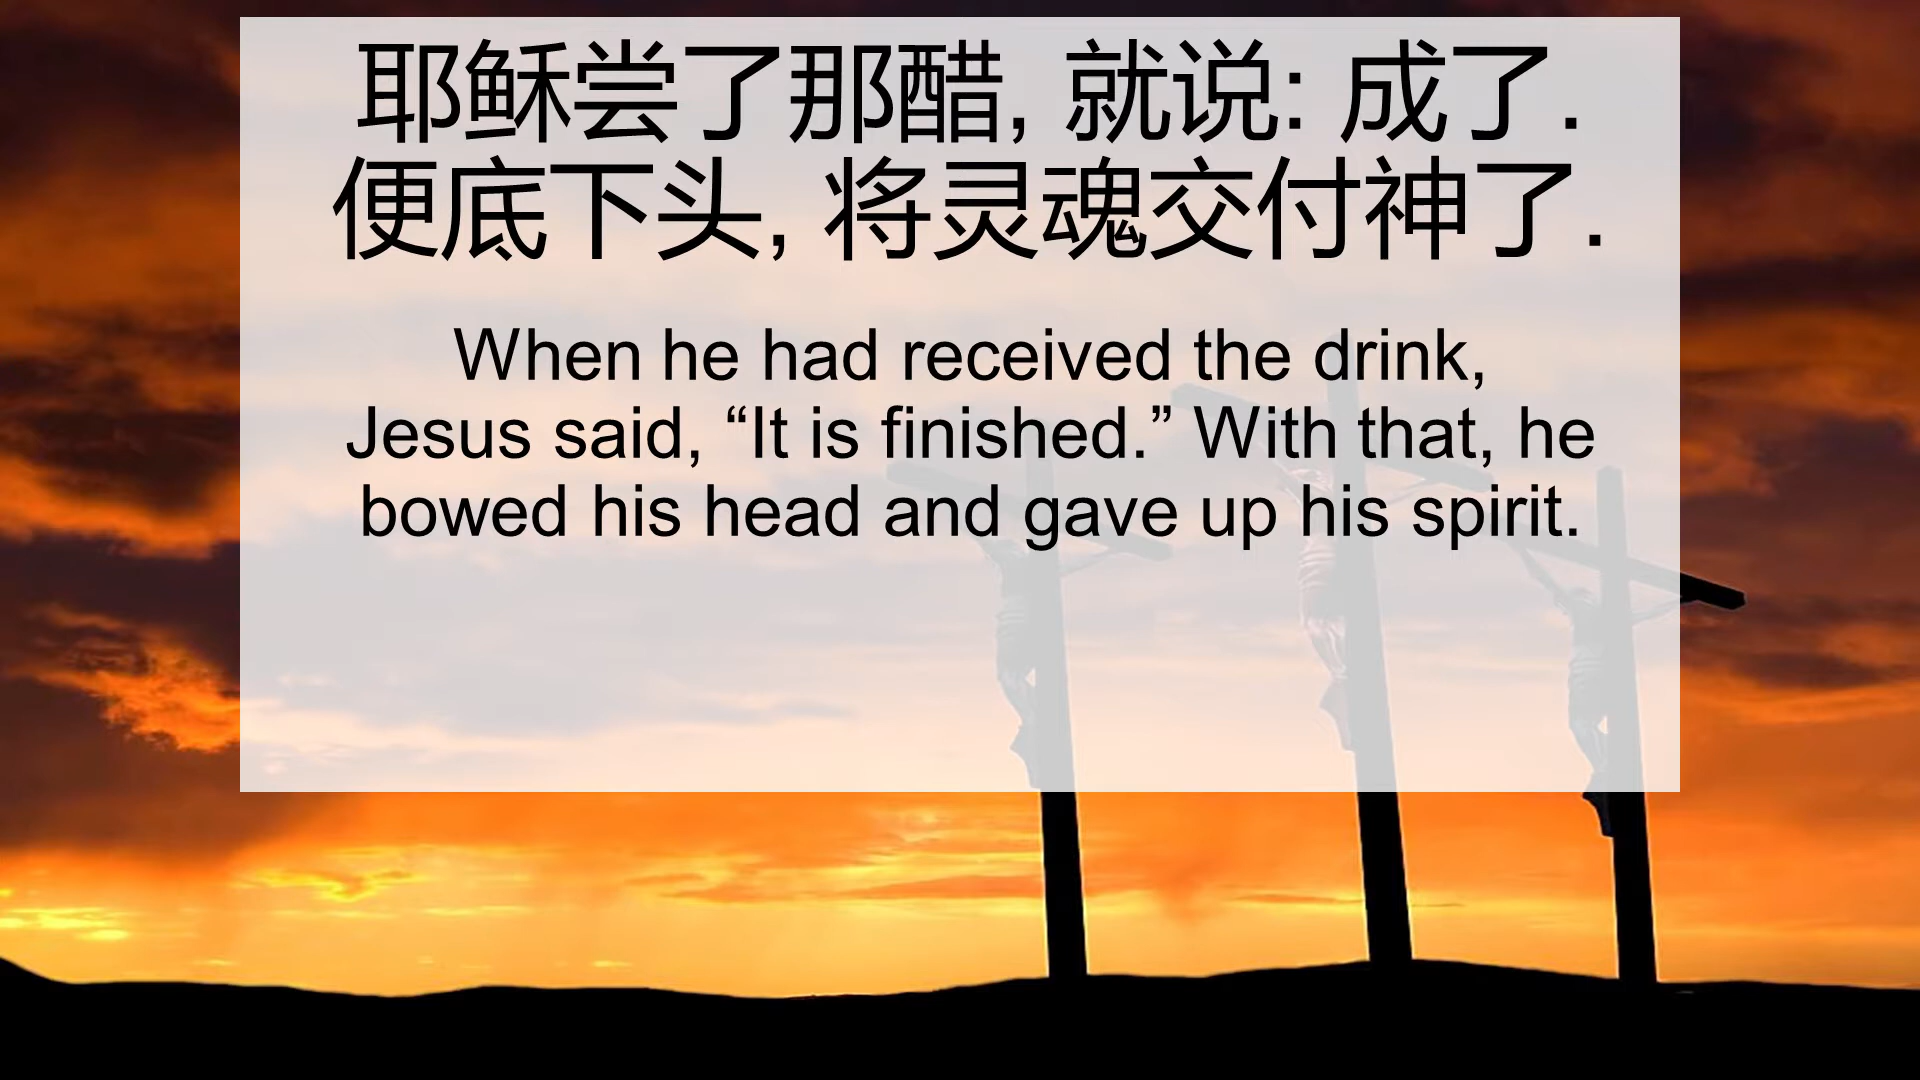 耶稣尝了那醋, 就说: 成了.
便底下头, 将灵魂交付神了.
When he had received the drink,
Jesus said, “It is finished.” With that, he
bowed his head and gave up his spirit.